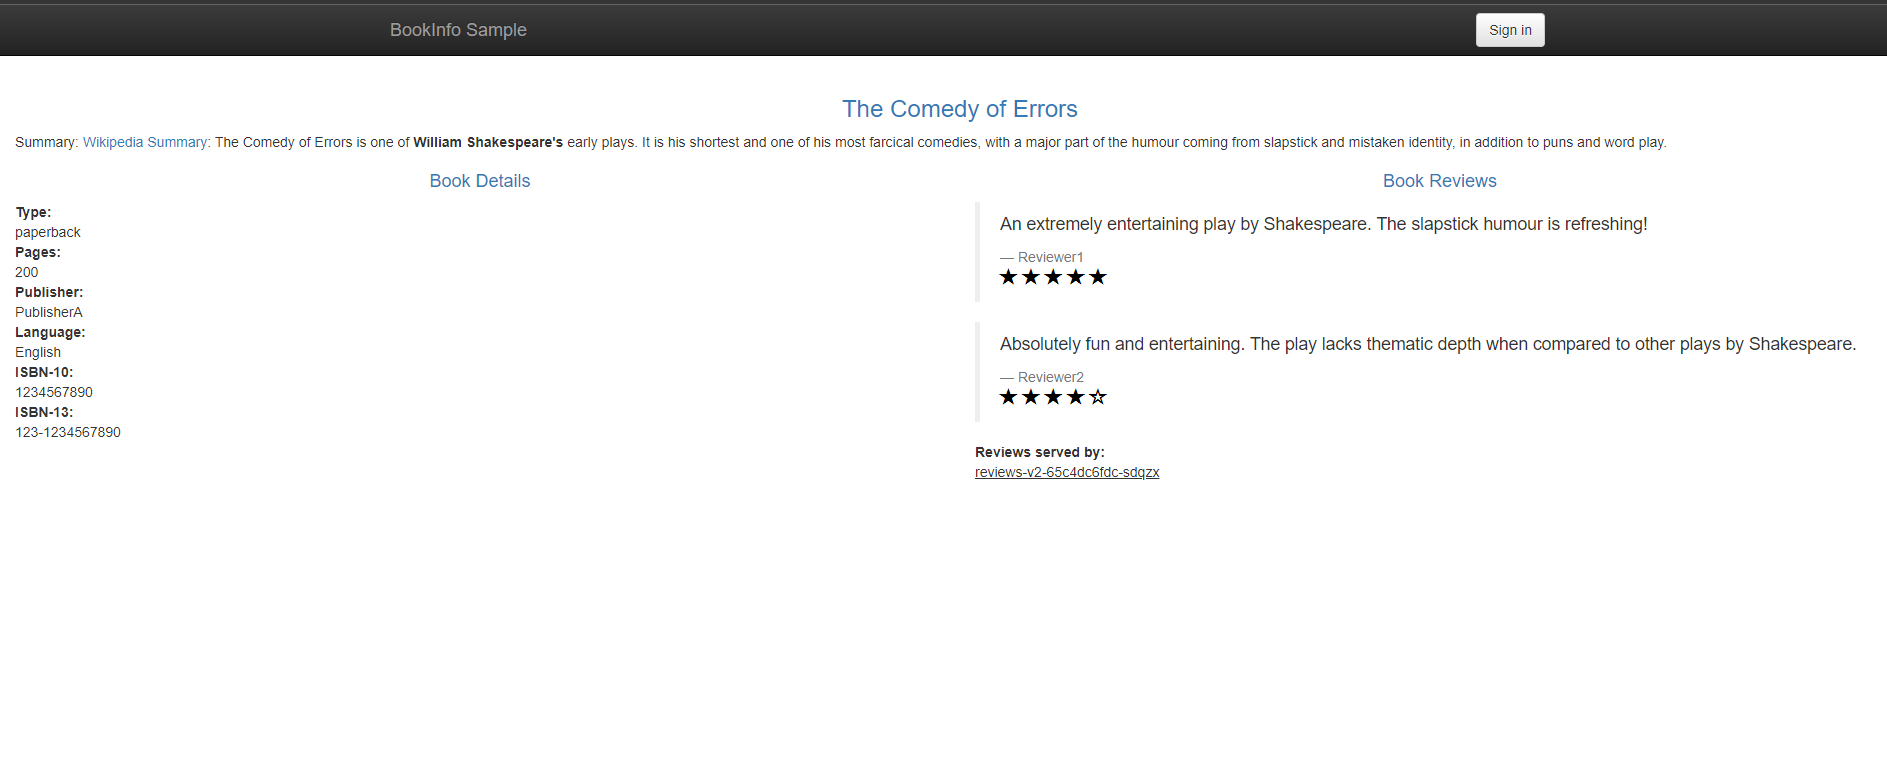 BookInfo Sample
Sign in
The Comedy of Errors
Summary: Wikipedia Summary: The Comedy of Errors is one of William Shakespeare's early plays. It is his shortest and one of his most farcical comedies, with a major part of the humour coming from slapstick and mistaken identity, in addition to puns and word play.
Book Details
Type:
paperback
Pages:
200
Publisher:
PublisherA
Language:
English
ISBN-10:
1234567890
ISBN-13:
123-1234567890
Book Reviews
An extremely entertaining play by Shakespeare. The slapstick humour is refreshing!
— Reviewer1
★★★★★
Absolutely fun and entertaining. The play lacks thematic depth when compared to other plays by Shakespeare.
— Reviewer2
★★★★☆
Reviews served by:
reviews-v2-65c4dc6fdc-sdqzx